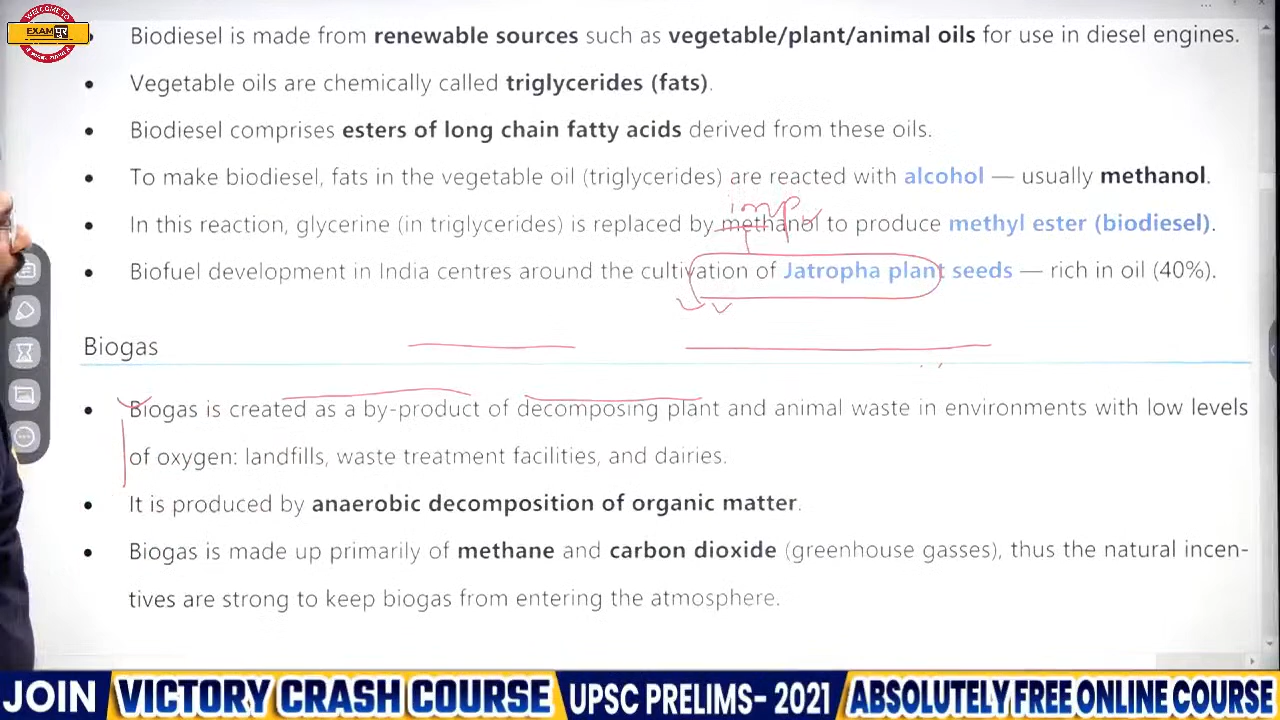 WELCOME TO
EXAM पुर
Biodiesel is made from renewable sources such as vegetable/plant/animal oils for use in diesel engines.
Vegetable oils are chemically called triglycerides (fats).
Biodiesel comprises esters of long chain fatty acids derived from these oils.
To make biodiesel, fats in the vegetable oil (triglycerides) are reacted with alcohol — usually methanol.
imp
In this reaction, glycerine (in triglycerides) is replaced by methanol to produce methyl ester (biodiesel).
Biofuel development in India centres around the cultivation of Jatropha plant seeds — rich in oil (40%).
Biogas
Biogas is created as a by-product of decomposing plant and animal waste in environments with low levels
of oxygen: landfills, waste treatment facilities, and dairies.
It is produced by anaerobic decomposition of organic matter.
Biogas is made up primarily of methane and carbon dioxide (greenhouse gasses), thus the natural incen-
tives are strong to keep biogas from entering the atmosphere.
JOIN VICTORY CRASH COURSE UPSC PRELIMS- 2021 ABSOLUTELY FREE ONLINE COURSE